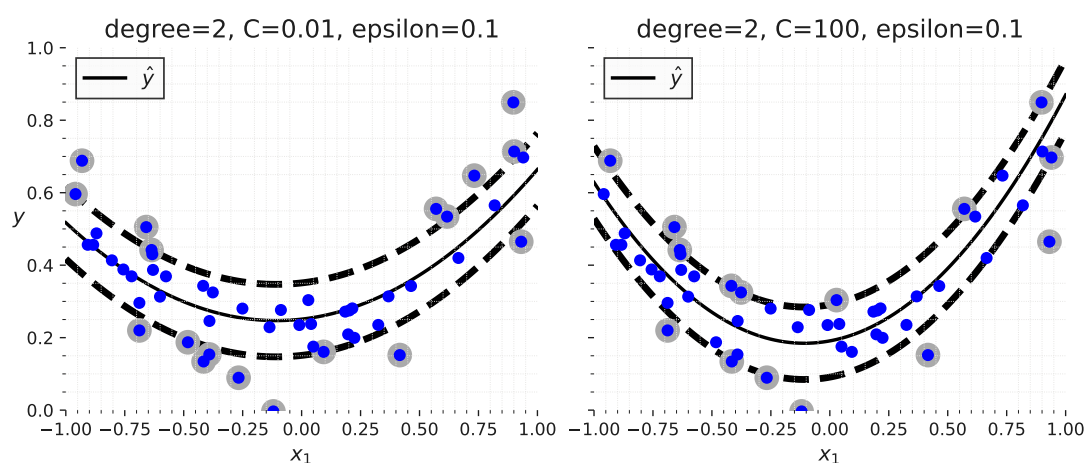 degree=2, C=0.01, epsilon=0.1
degree=2, C=100, epsilon=0.1
ŷ
ŷ
y
1.0
0.8
0.6
0.4
0.2
0.0
−1.00 −0.75 −0.50 −0.25 0.00 0.25 0.50 0.75 1.00
−1.00 −0.75 −0.50 −0.25 0.00 0.25 0.50 0.75 1.00
x₁
x₁